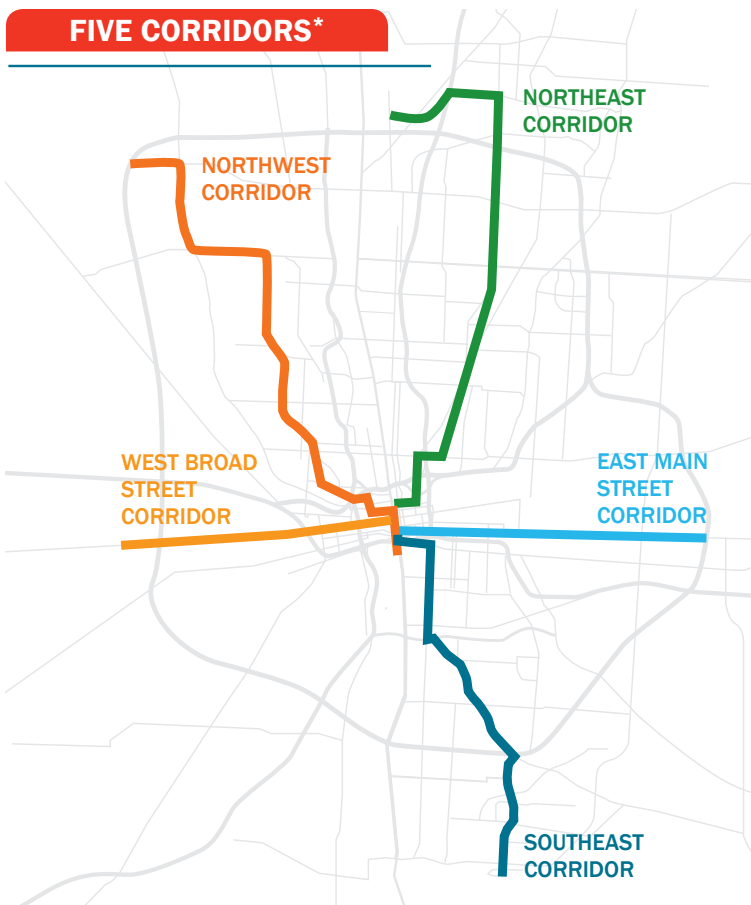 FIVE CORRIDORS*
NORTHEAST
CORRIDOR
NORTHWEST
CORRIDOR
WEST BROAD
STREET
CORRIDOR
EAST MAIN
STREET
CORRIDOR
SOUTHEAST
CORRIDOR